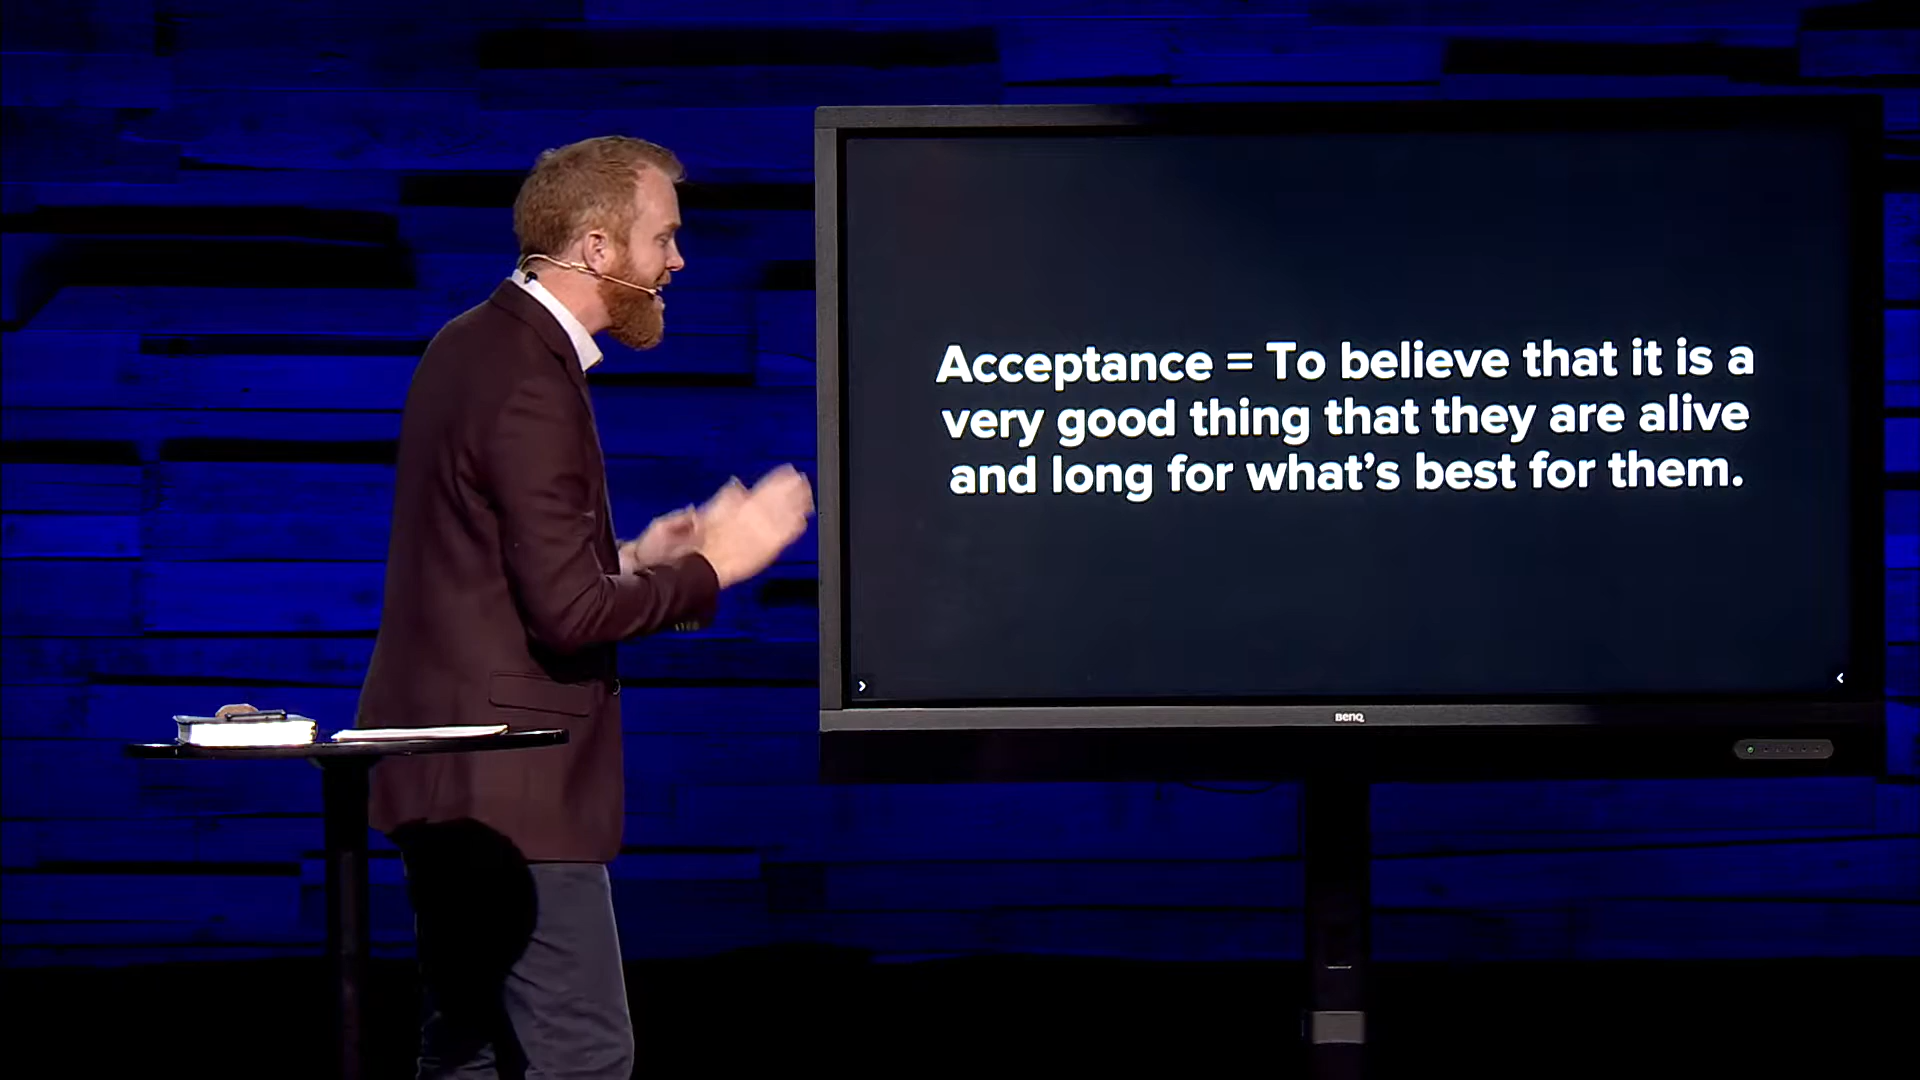 Acceptance = To believe that it is a
very good thing that they are alive
and long for what's best for them.
BenQ